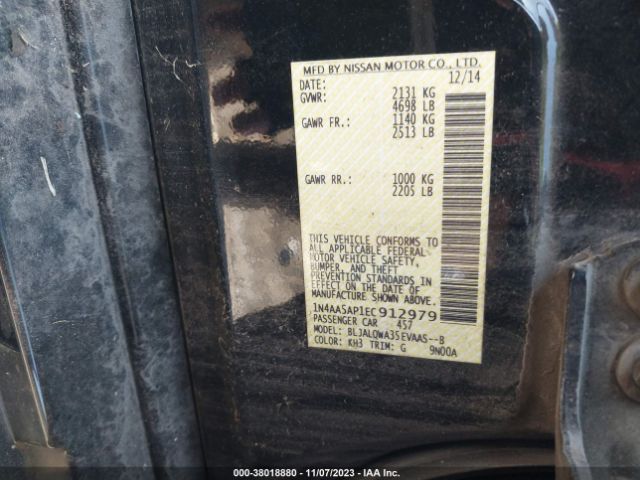 MFD BY NISSAN MOTOR CO., LTD.
DATE: 12/14
GVWR: 2131 KG
4698 LB
GAWR FR.: 1140 KG
2513 LB
GAWR RR.: 1000 KG
2205 LB
THIS VEHICLE CONFORMS TO
ALL APPLICABLE FEDERAL
MOTOR VEHICLE SAFETY,
BUMPER, AND THEFT
PREVENTION STANDARDS IN
EFFECT ON THE DATE OF
MANUFACTURE SHOWN ABOVE.
1N4AA5AP1EC912979
PASSENGER CAR 457
MODEL: BLJALQWA35EVAAS--B
COLOR: KH3 TRIM: G 9N00A
000-38018880 - 11/07/2023 - IAA Inc.